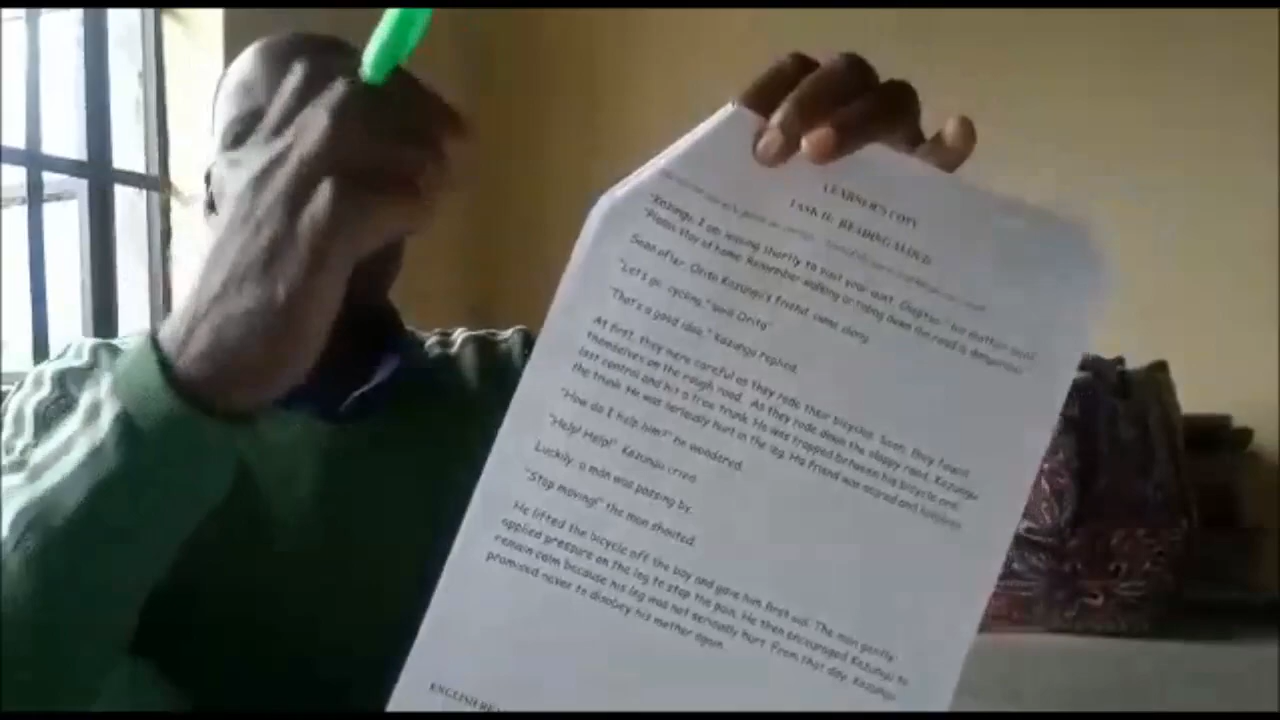 LEARNER'S COPY
TASK II: READING ALOUD
"Kazungu, I am leaving shortly to visit your aunt, Chepteo," his mother said.
"Please stay at home. Remember walking or riding down the road is dangerous."
Soon after, Orito Kazungu's friend came along.
"Let's go cycling," said Orito
"That's a good idea," Kazungu replied.
At first, they were careful as they rode their bicycles. Soon, they found
themselves on the rough road. As they rode down the sloppy road, Kazungu
lost control and hit a tree trunk. He was trapped between his bicycle and
the trunk. He was seriously hurt in the leg. His friend was scared and helpless.
"How do I help him?" he wondered.
"Help! Help!" Kazungu cried.
Luckily, a man was passing by.
"Stop moving!" the man shouted.
He lifted the bicycle off the boy and gave him first aid. The man gently
applied pressure on the leg to stop the pain. He then encouraged Kazungu to
remain calm because his leg was not seriously hurt. From that day, Kazungu
promised never to disobey his mother again.
ENGLISH